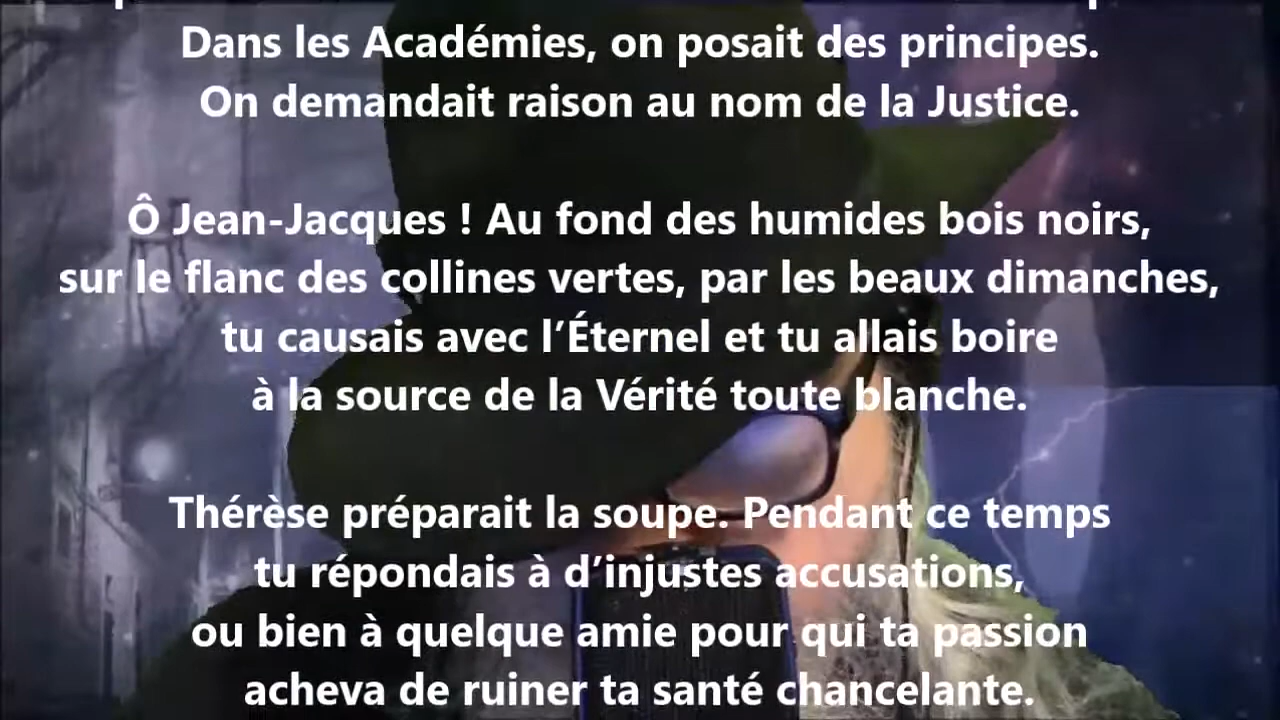 Dans les Académies, on posait des principes.
On demandait raison au nom de la Justice.
Ô Jean-Jacques ! Au fond des humides bois noirs,
sur le flanc des collines vertes, par les beaux dimanches,
tu causais avec l’Éternel et tu allais boire
à la source de la Vérité toute blanche.
Thérèse préparait la soupe. Pendant ce temps
tu répondais à d’injustes accusations,
ou bien à quelque amie pour qui ta passion
acheva de ruiner ta santé chancelante.